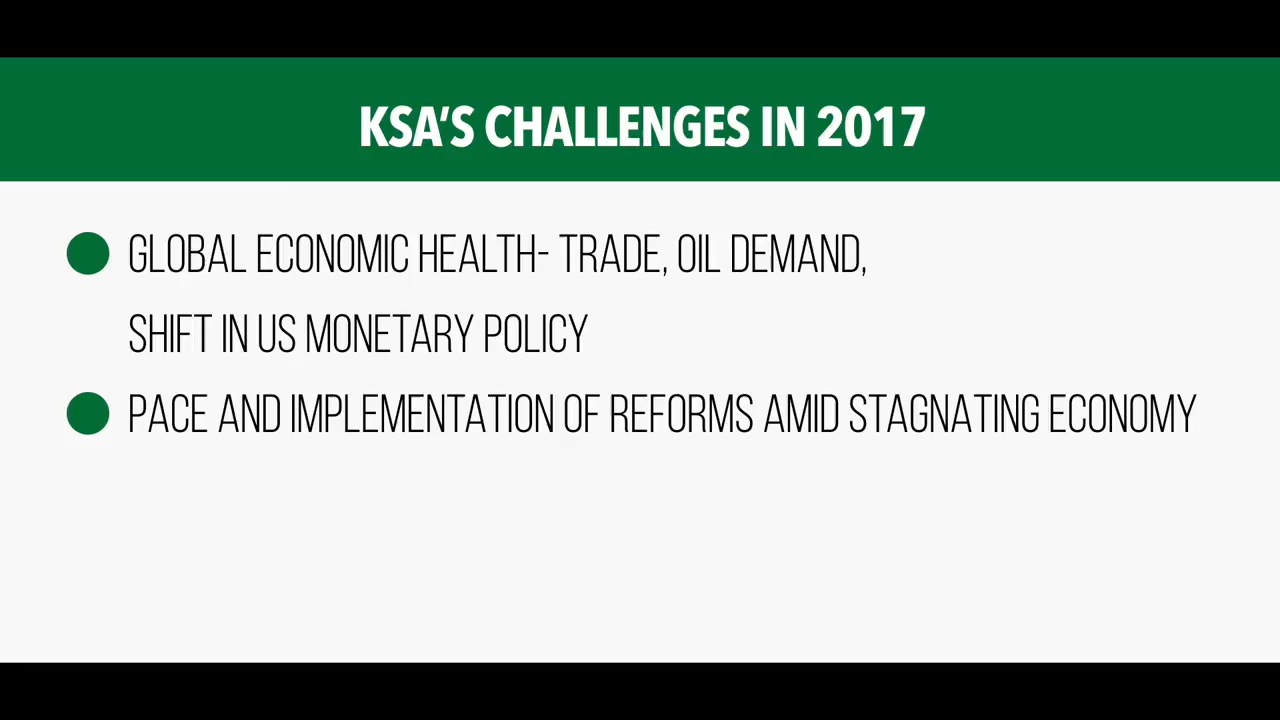 KSA‘S CHALLENGES IN 2017
GLOBAL ECONOMIC HEALTH- TRADE, OIL DEMAND,
SHIFT IN US MONETARY POLICY
PACE AND IMPLEMENTATION OF REFORMS AMID STAGNATING ECONOMY